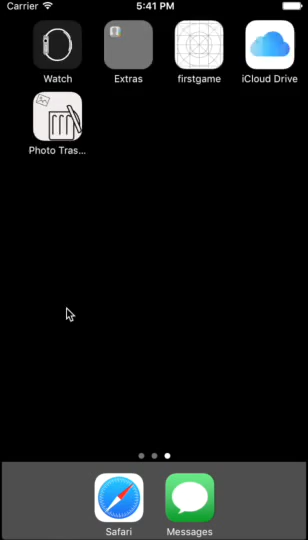 Carrier 5:41 PM
Watch Extras firstgame iCloud Drive
Photo Tras...
Safari Messages